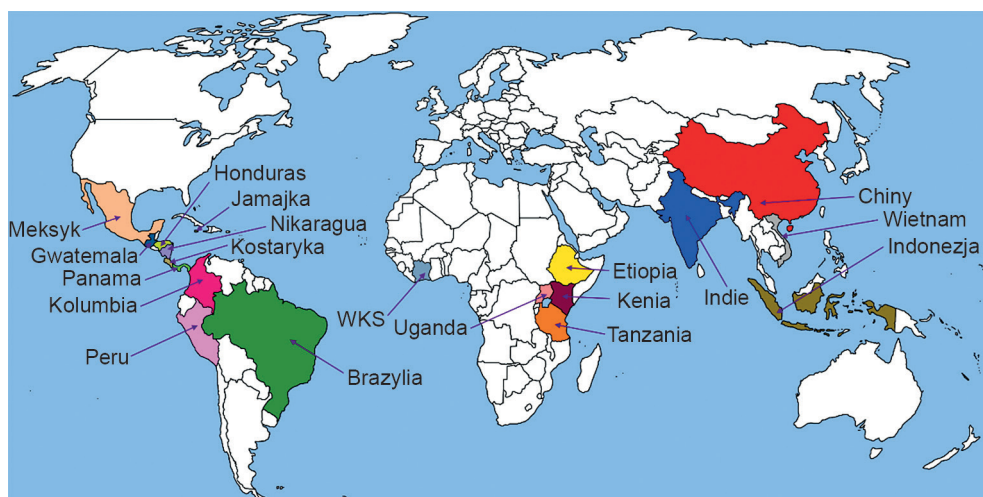 Honduras
Jamajka
Meksyk
Nikaragua
Gwatemala
Kostaryka
Panama
Kolumbia
Peru
Brazylia
WKS
Uganda
Etiopia
Kenia
Tanzania
Indie
Chiny
Wietnam
Indonezja